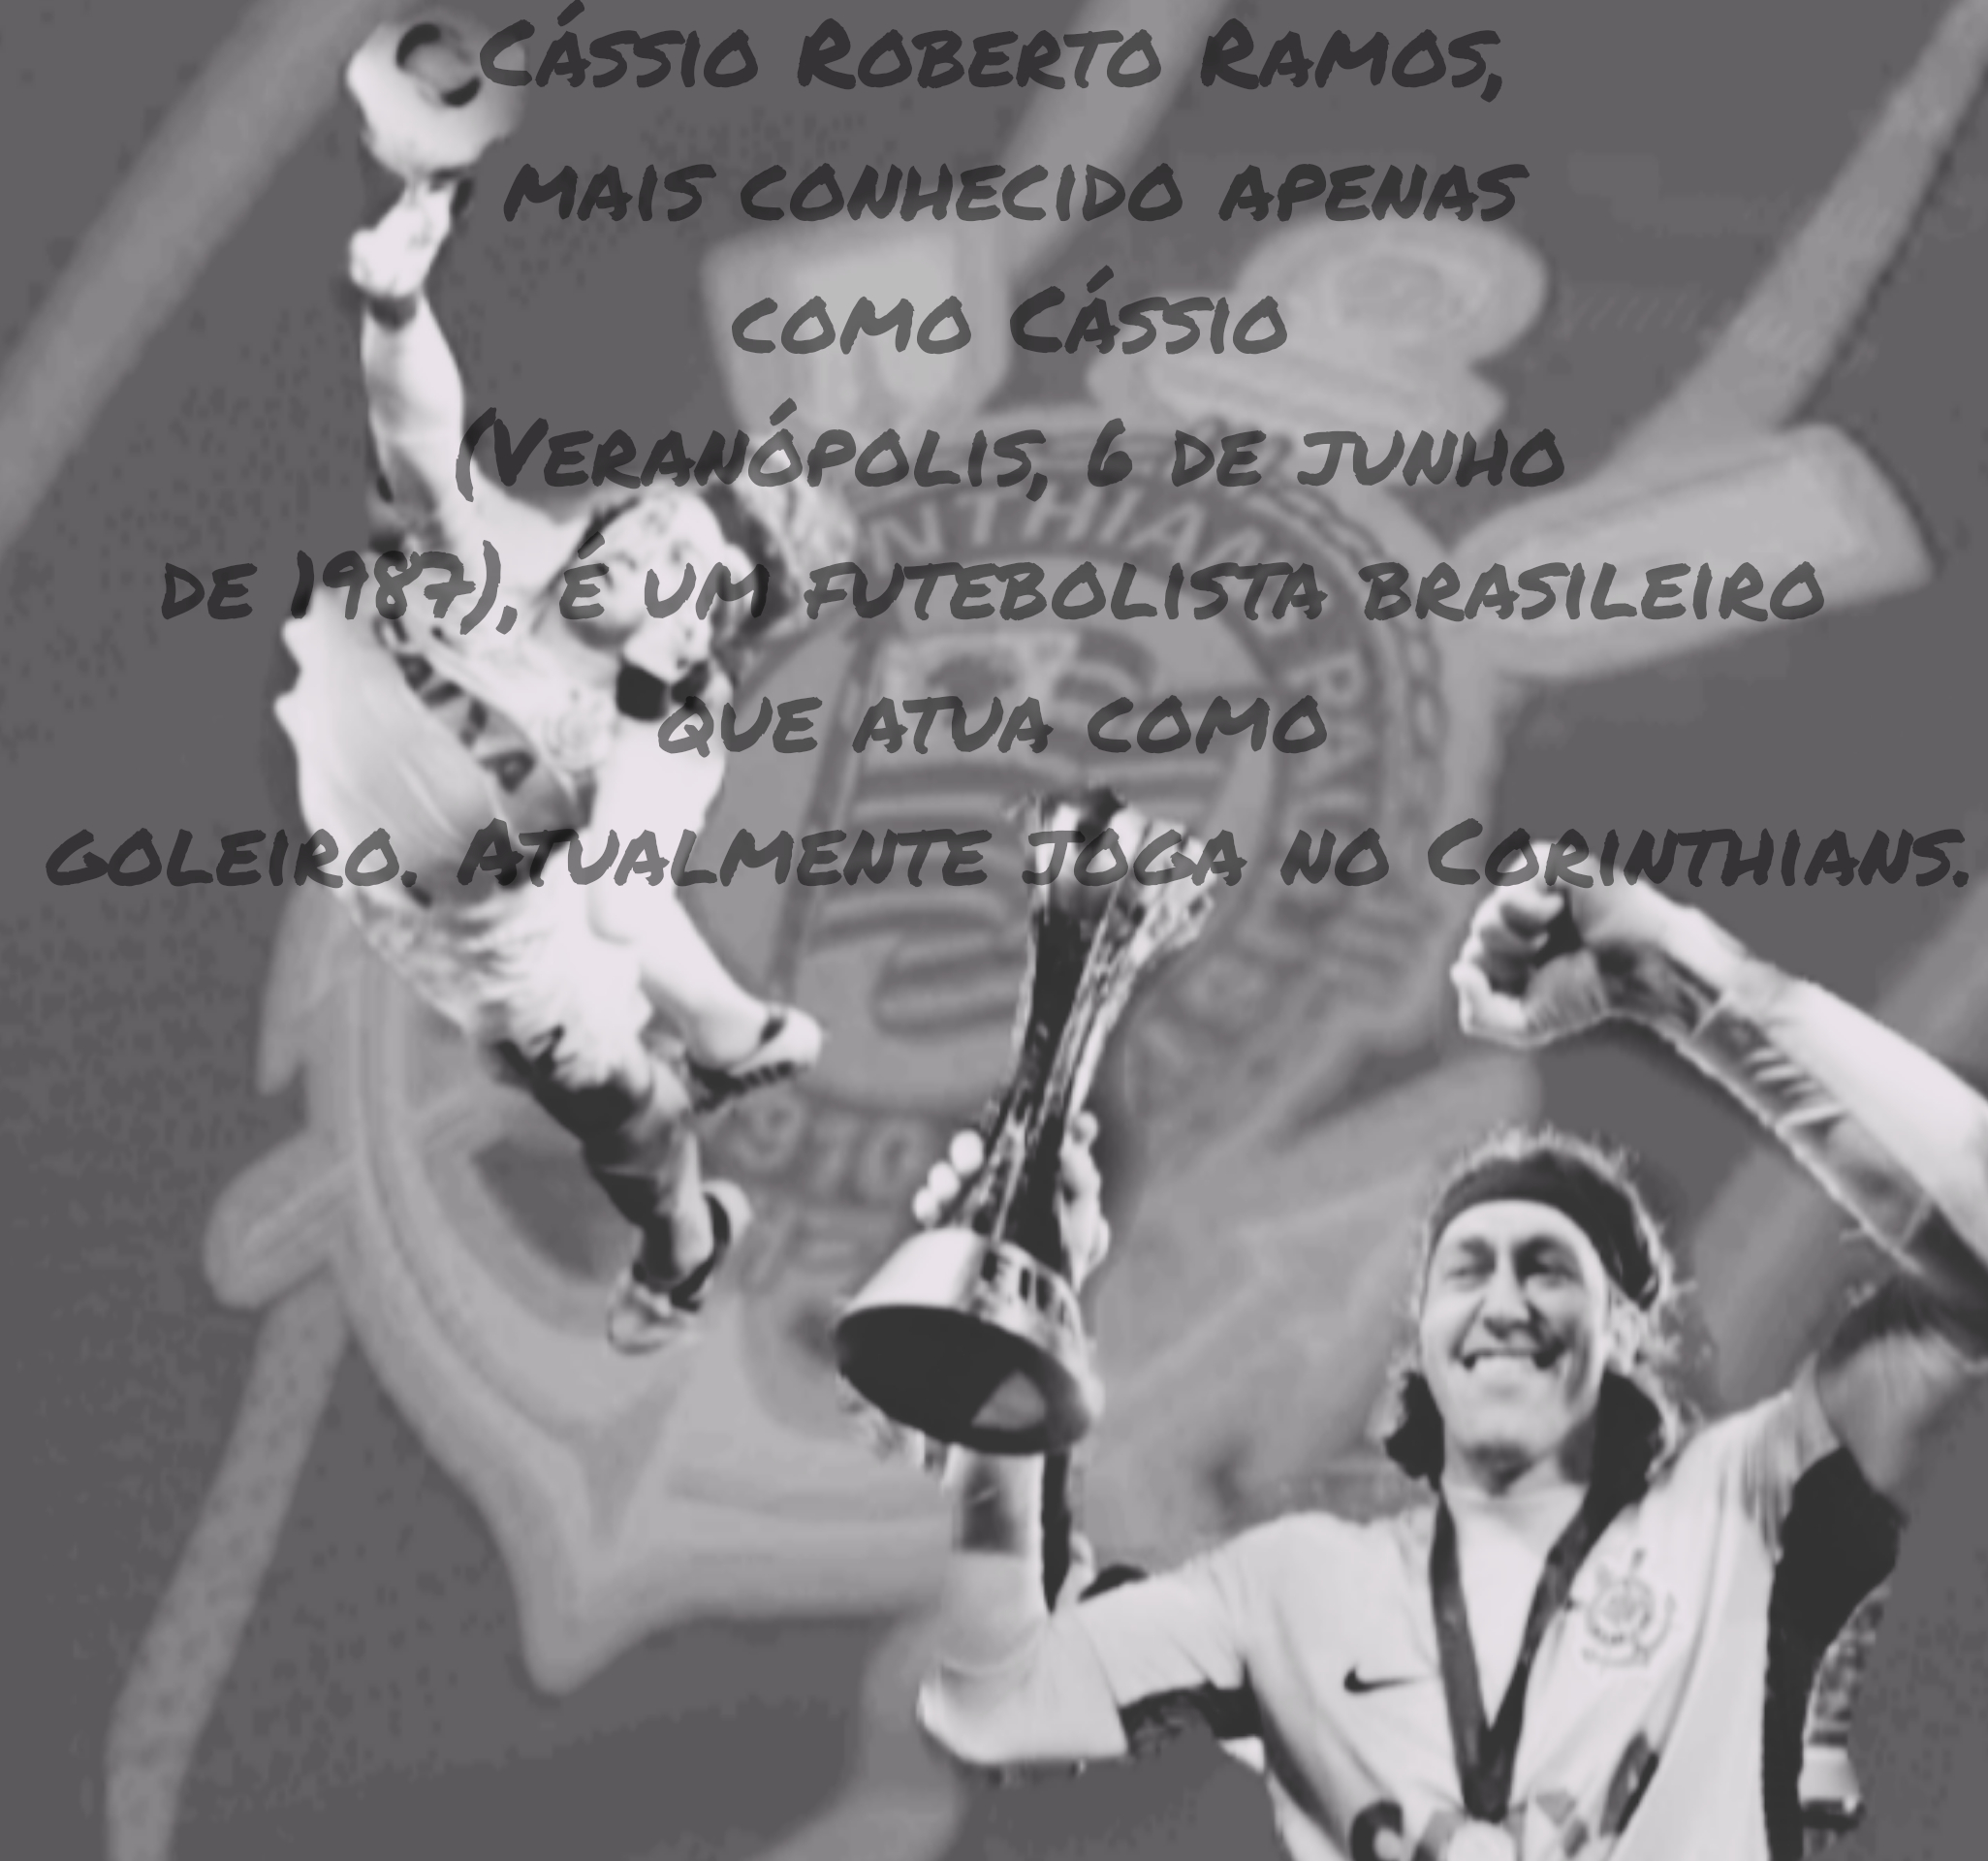 Cássio Roberto Ramos,
mais conhecido apenas
como Cássio
(Veranópolis, 6 de junho
de 1987), é um futebolista brasileiro
que atua como
goleiro. Atualmente joga no Corinthians.